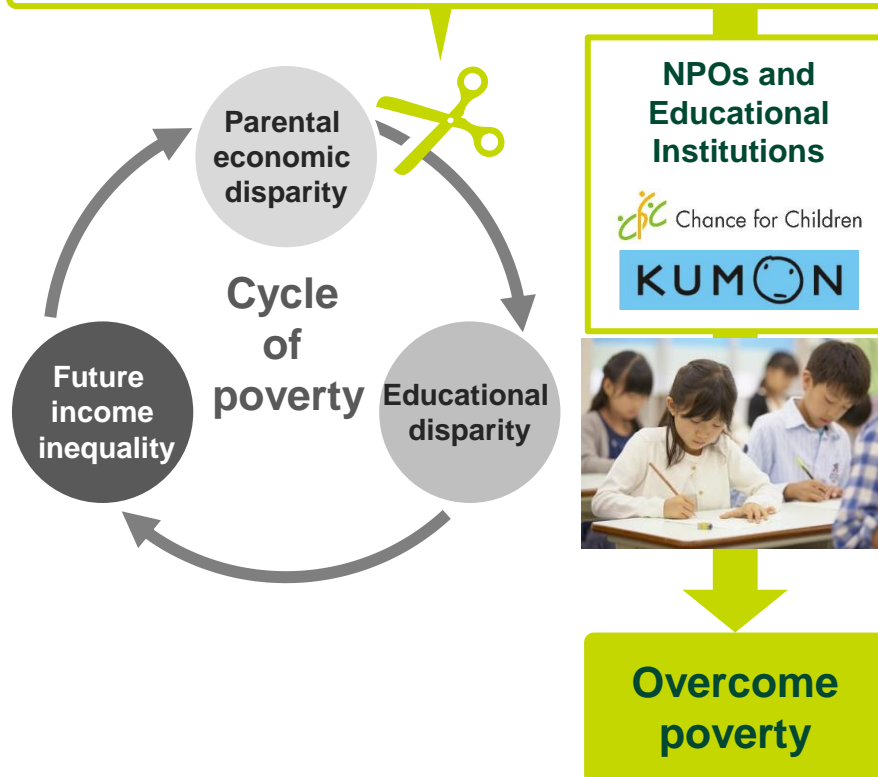 Parental
economic
disparity
Cycle
of
poverty
Future
income
inequality
Educational
disparity
NPOs and
Educational
Institutions
Chance for Children
KUMON
Overcome
poverty